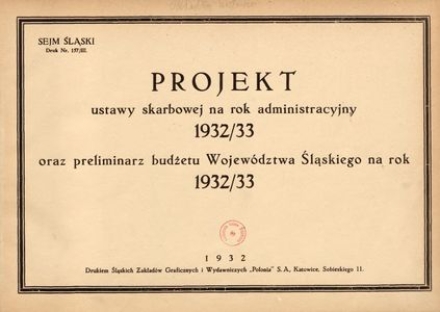 SEJM ŚLĄSKI
Druk Nr. 157/III.
PROJEKT
ustawy skarbowej na rok administracyjny
1932/33
oraz preliminarz budżetu Województwa Śląskiego na rok
1932/33
1932
Drukiem Śląskich Zakładów Graficznych i Wydawniczych „Polonia" S. A., Katowice, Sobieskiego 11.